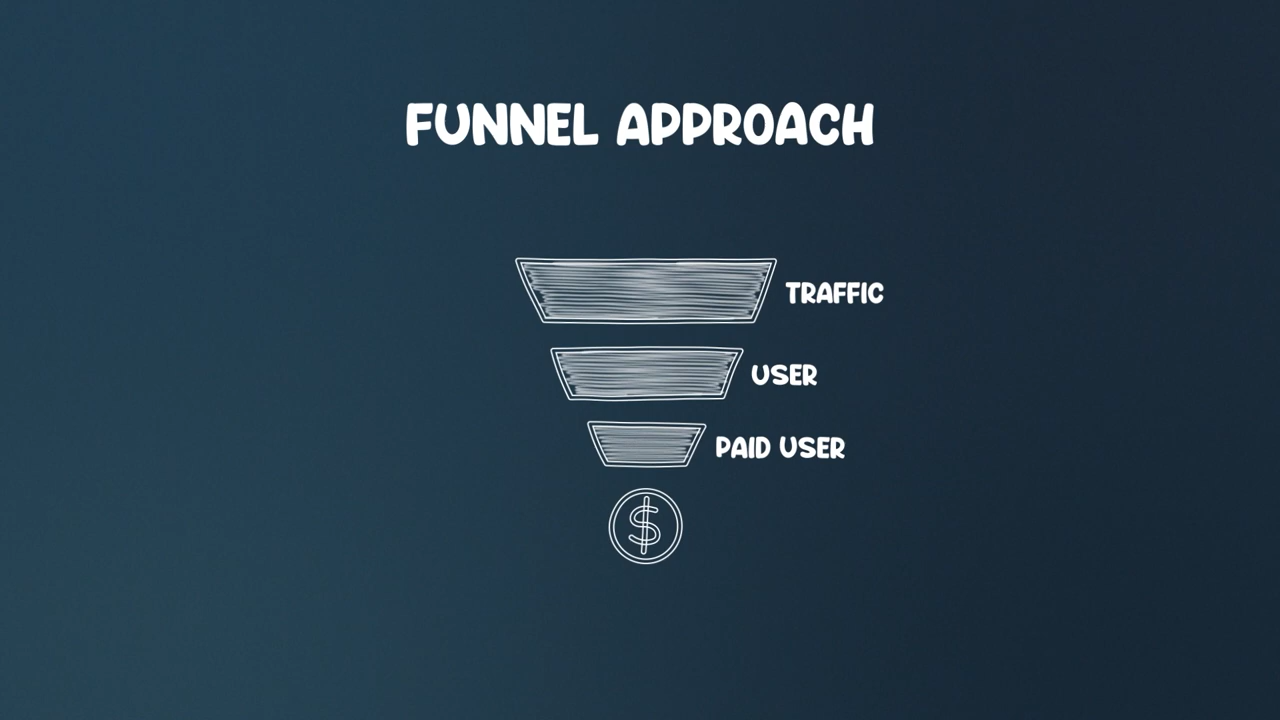 FUNNEL APPROACH
TRAFFIC
USER
PAID USER
$